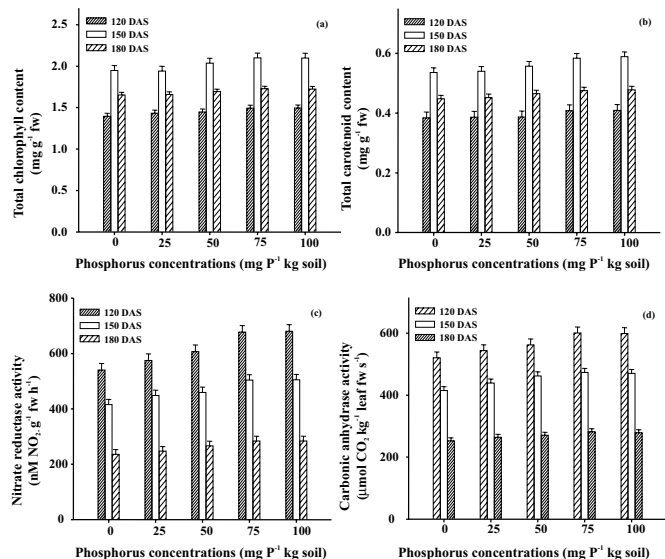 (a)
120 DAS
150 DAS
180 DAS
Total chlorophyll content
(mg g-1 fw)
2.5
2.0
1.5
1.0
0.5
0.0
0 25 50 75 100
Phosphorus concentrations (mg P-1 kg soil)
(b)
120 DAS
150 DAS
180 DAS
Total carotenoid content
(mg g-1 fw)
0.6
0.4
0.2
0.0
0 25 50 75 100
Phosphorus concentrations (mg P-1 kg soil)
(c)
120 DAS
150 DAS
180 DAS
Nitrate reductase activity
(nM NO2. g-1 fw h-1)
800
600
400
200
0
0 25 50 75 100
Phosphorus concentrations (mg P-1 kg soil)
(d)
120 DAS
150 DAS
180 DAS
Carbonic anhydrase activity
(µmol CO2 kg-1 leaf fw s-1)
600
400
200
0
0 25 50 75 100
Phosphorus concentrations (mg P-1 kg soil)